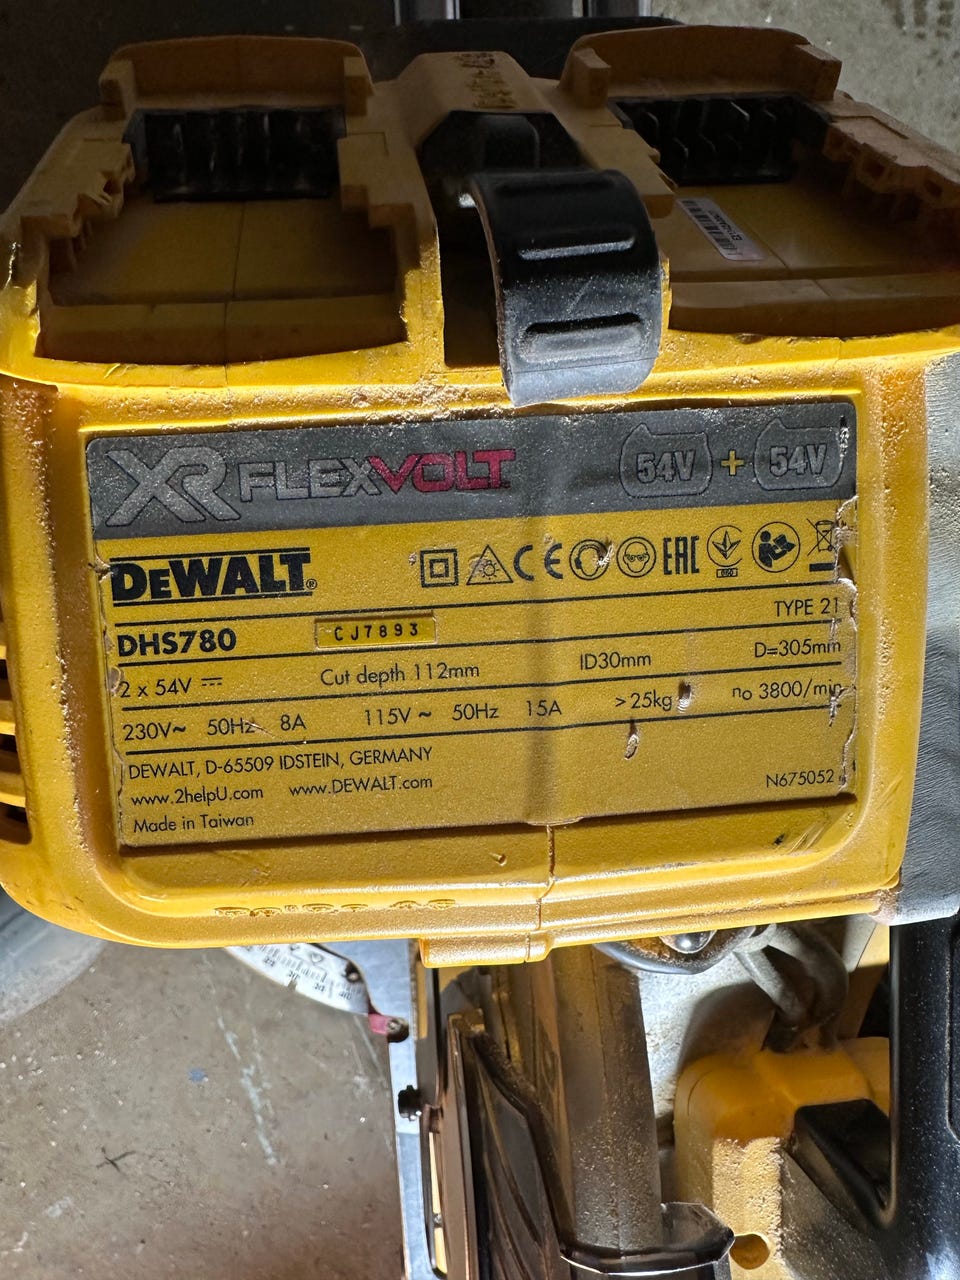 XR FLEXVOLT 54V + 54V
DEWALT® CE EAC
TYPE 21
DHS780 CJ7893
2 x 54V Cut depth 112mm ID30mm D=305mm
230V~ 50Hz 8A 115V~ 50Hz 15A >25kg no 3800/min
DEWALT, D-65509 IDSTEIN, GERMANY
www.2helpU.com www.DEWALT.com N675052
Made in Taiwan